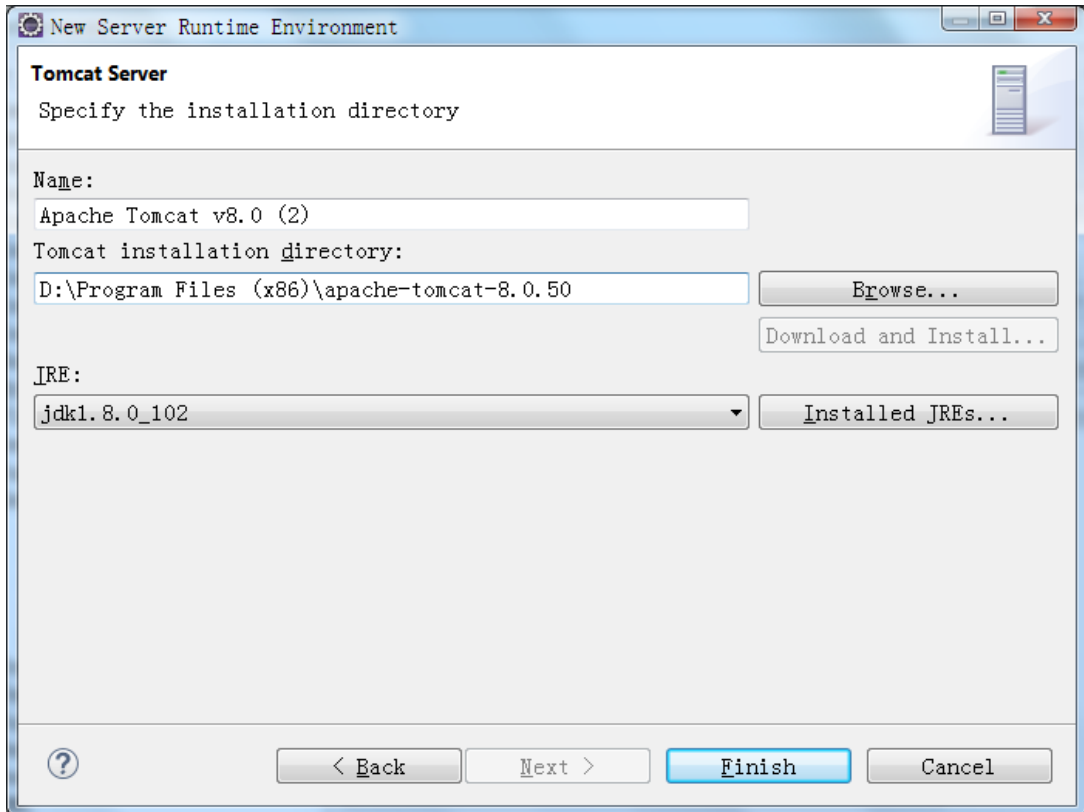 New Server Runtime Environment
Tomcat Server
Specify the installation directory
Name:
Apache Tomcat v8.0 (2)
Tomcat installation directory:
D:\Program Files (x86)\apache-tomcat-8.0.50
Browse...
Download and Install...
JRE:
jdk1.8.0_102
Installed JREs...
?
< Back
Next >
Finish
Cancel